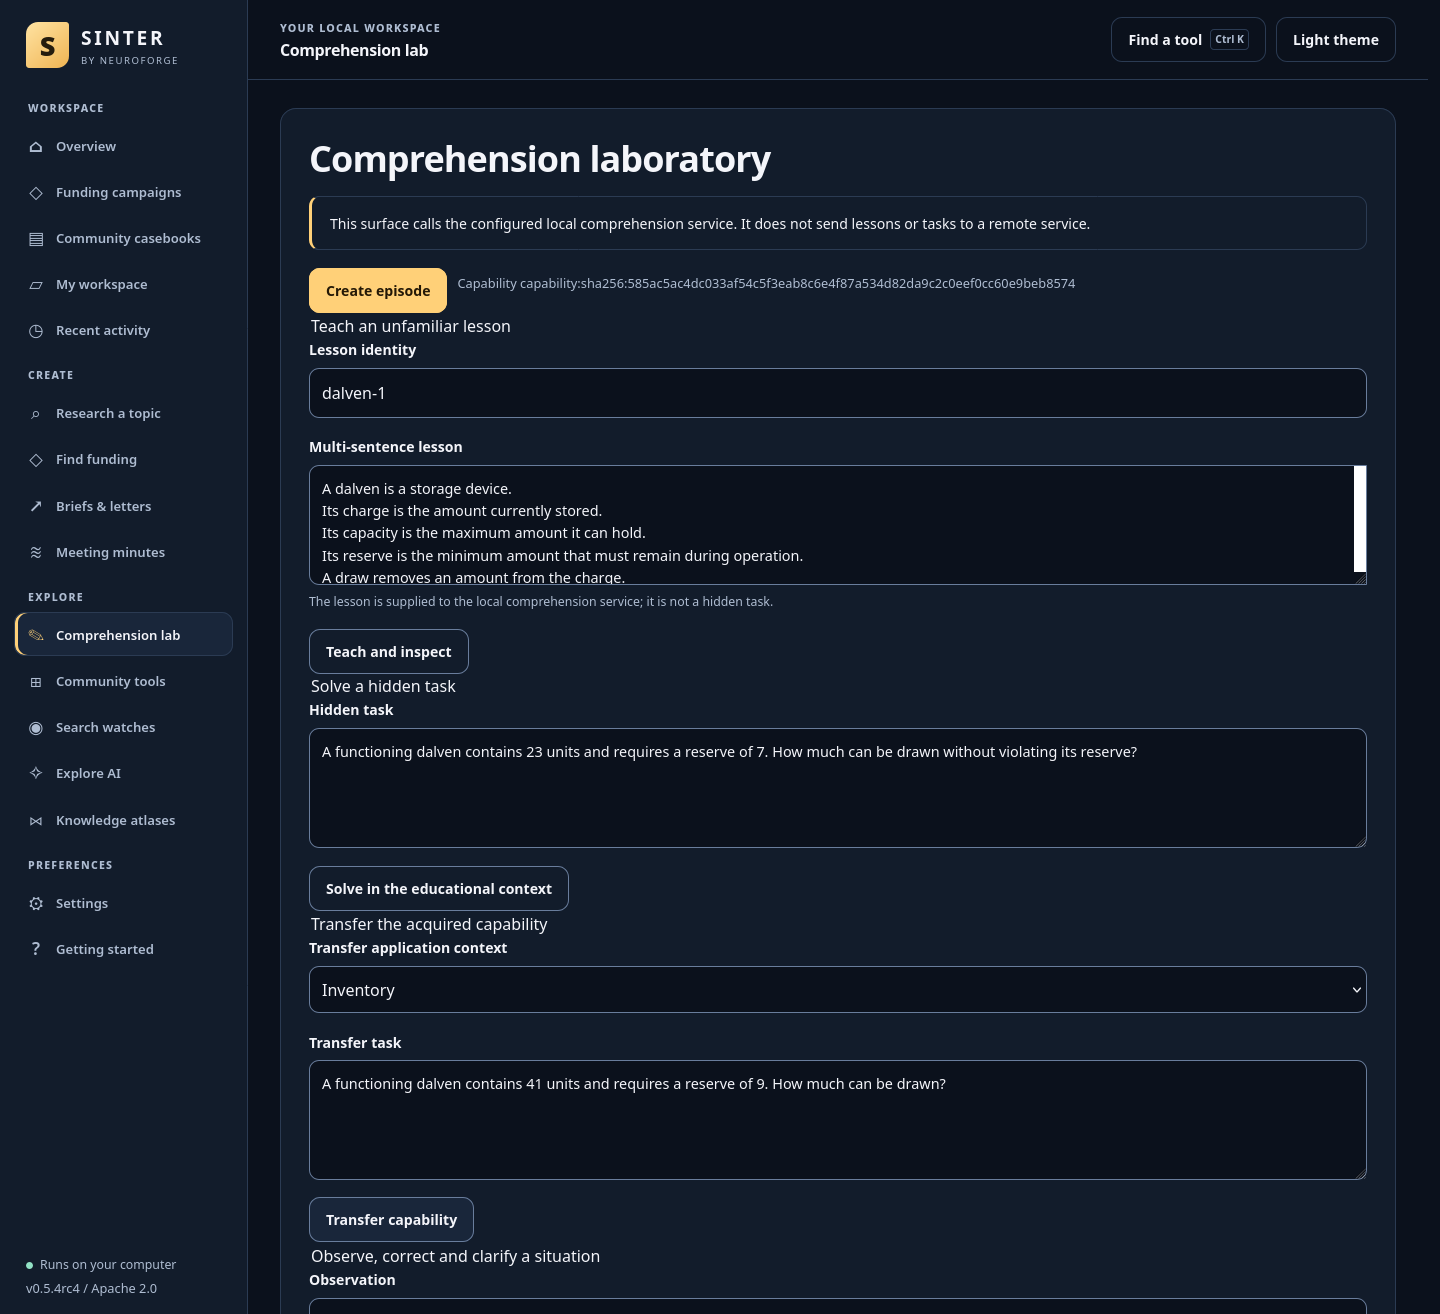 S
SINTER
BY NEUROFORGE
WORKSPACE
Overview
Funding campaigns
Community casebooks
My workspace
Recent activity
CREATE
Research a topic
Find funding
Briefs & letters
Meeting minutes
EXPLORE
Comprehension lab
Community tools
Search watches
Explore AI
Knowledge atlases
PREFERENCES
Settings
? Getting started
Runs on your computer
v0.5.4rc4 / Apache 2.0
YOUR LOCAL WORKSPACE
Comprehension lab
Find a tool Ctrl K
Light theme
Comprehension laboratory
This surface calls the configured local comprehension service. It does not send lessons or tasks to a remote service.
Create episode
Capability capability:sha256:585ac5ac4dc033af54c5f3eab8c6e4f87a534d82da9c2c0eef0cc60e9beb8574
Teach an unfamiliar lesson
Lesson identity
dalven-1
Multi-sentence lesson
A dalven is a storage device.
Its charge is the amount currently stored.
Its capacity is the maximum amount it can hold.
Its reserve is the minimum amount that must remain during operation.
A draw removes an amount from the charge.
The lesson is supplied to the local comprehension service; it is not a hidden task.
Teach and inspect
Solve a hidden task
Hidden task
A functioning dalven contains 23 units and requires a reserve of 7. How much can be drawn without violating its reserve?
Solve in the educational context
Transfer the acquired capability
Transfer application context
Inventory
Transfer task
A functioning dalven contains 41 units and requires a reserve of 9. How much can be drawn?
Transfer capability
Observe, correct and clarify a situation
Observation